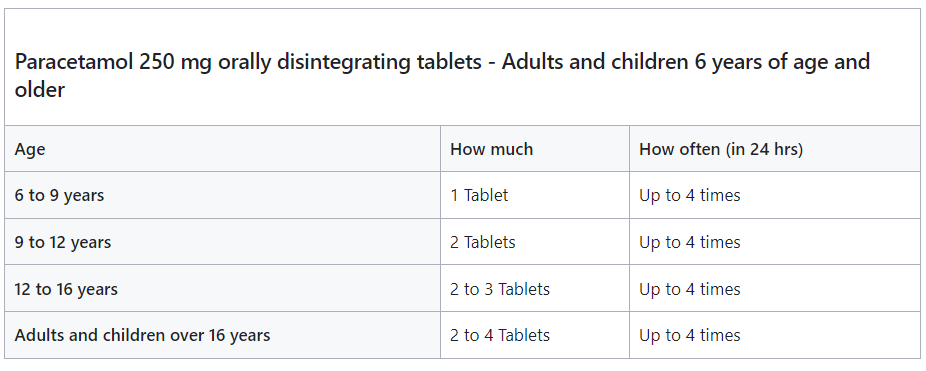 Paracetamol 250 mg orally disintegrating tablets - Adults and children 6 years of age and
older
Age How much How often (in 24 hrs)
6 to 9 years 1 Tablet Up to 4 times
9 to 12 years 2 Tablets Up to 4 times
12 to 16 years 2 to 3 Tablets Up to 4 times
Adults and children over 16 years 2 to 4 Tablets Up to 4 times